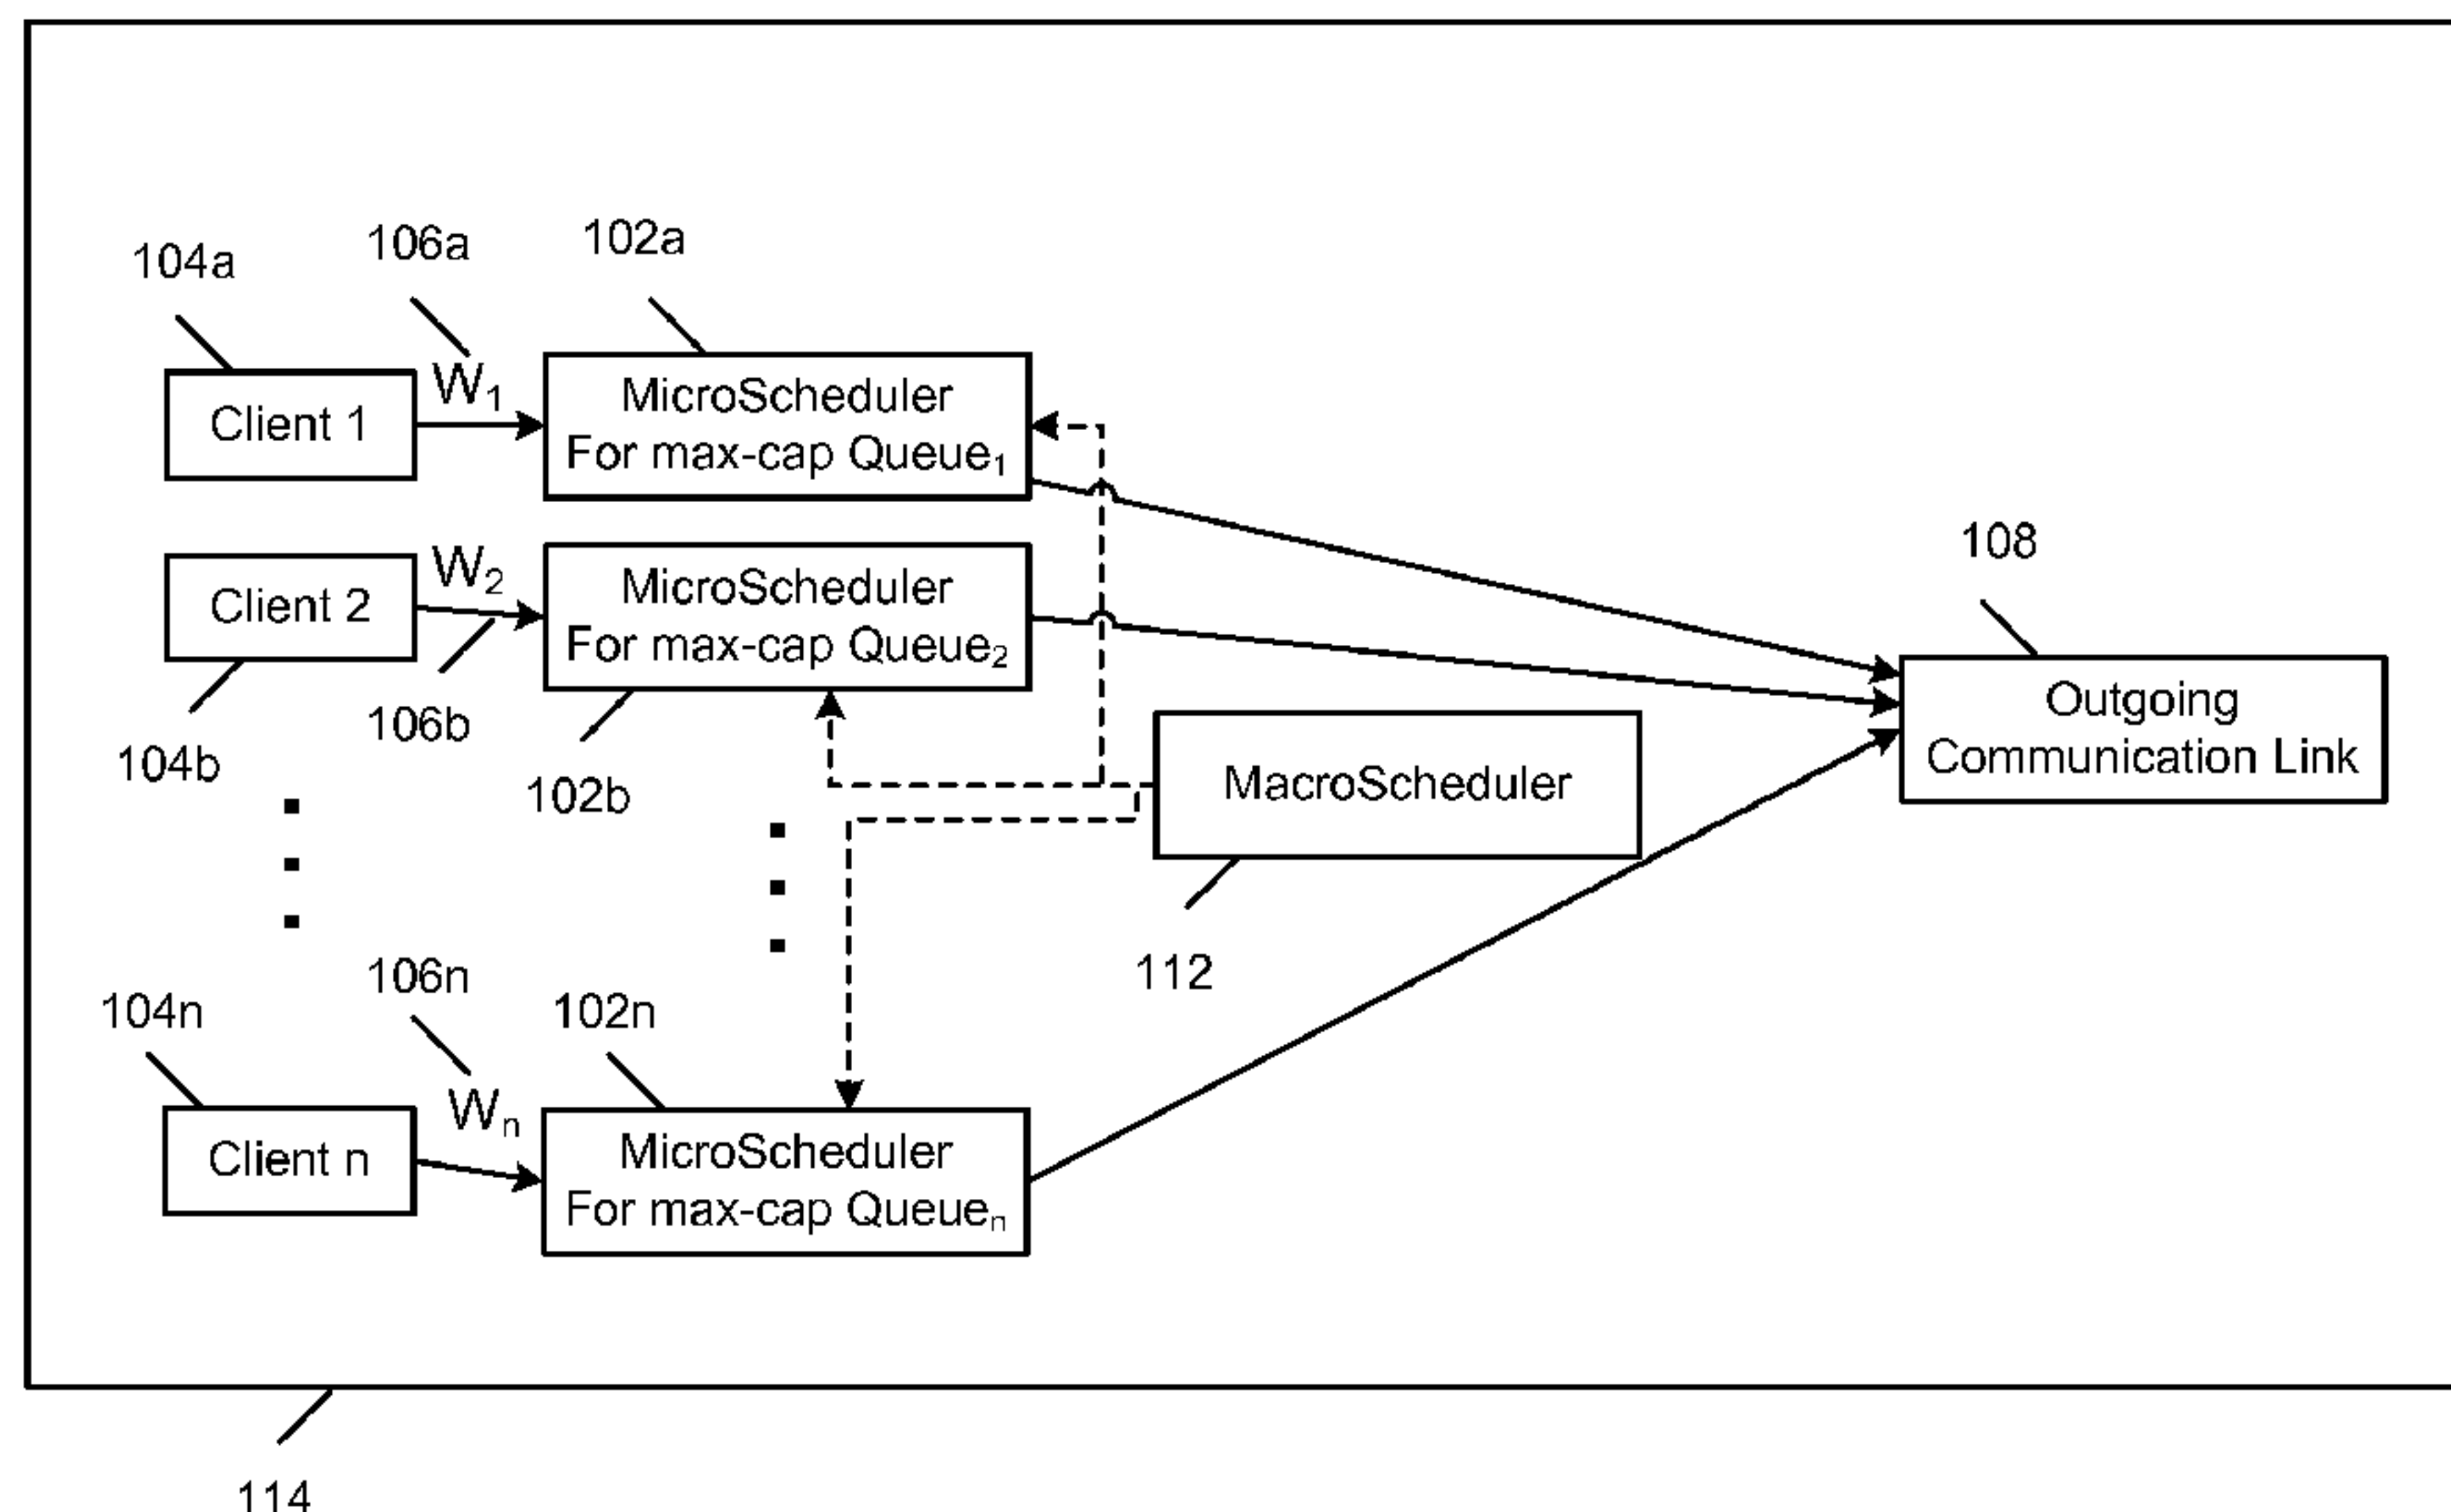 104a
106a
102a
Client 1
W₁
MicroScheduler
For max-cap Queue₁
Client 2
W₂
MicroScheduler
For max-cap Queue₂
108
Outgoing
Communication Link
104b
106b
102b
MacroScheduler
112
104n
106n
102n
Client n
Wₙ
MicroScheduler
For max-cap Queueₙ
114